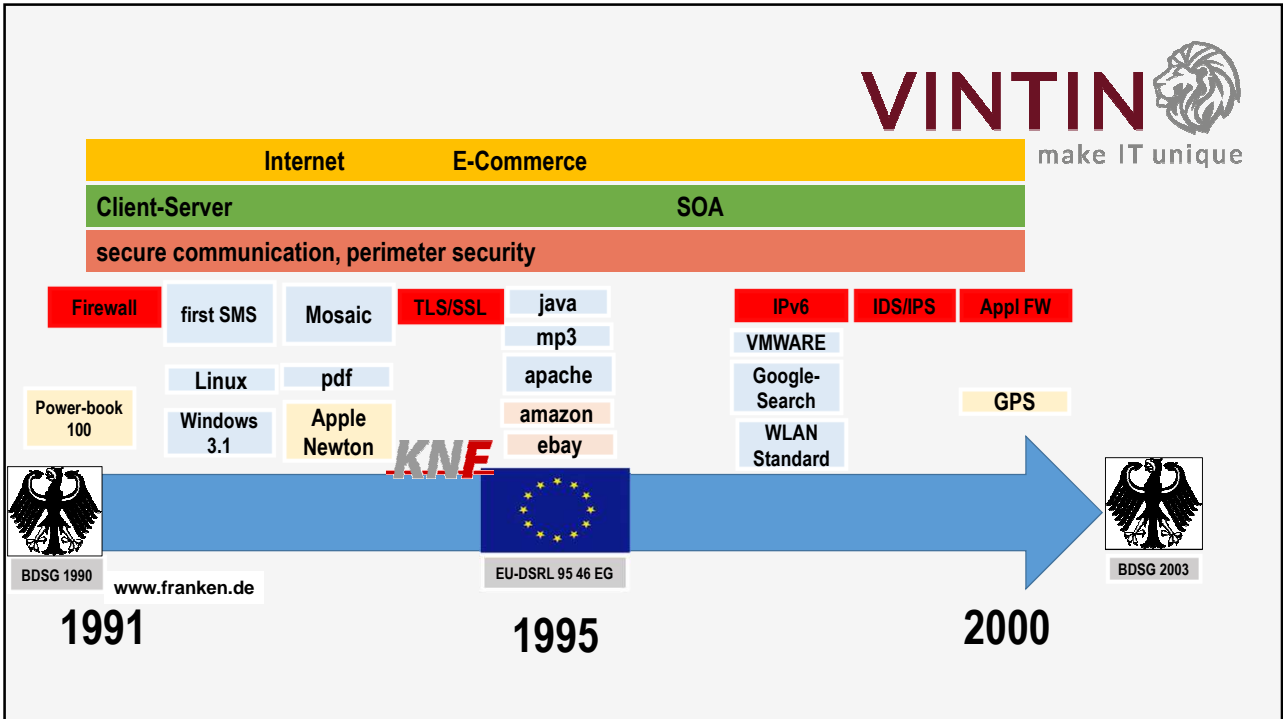 VINTIN
make IT unique
Internet E-Commerce
Client-Server SOA
secure communication, perimeter security
Firewall
first SMS
Mosaic
TLS/SSL
java
IPv6
IDS/IPS
Appl FW
mp3
VMWARE
Linux
pdf
apache
Google-
Search
Power-book
100
Windows
3.1
Apple
Newton
amazon
ebay
WLAN
Standard
GPS
KNF
BDSG 1990
www.franken.de
EU-DSRL 95 46 EG
BDSG 2003
1991
1995
2000